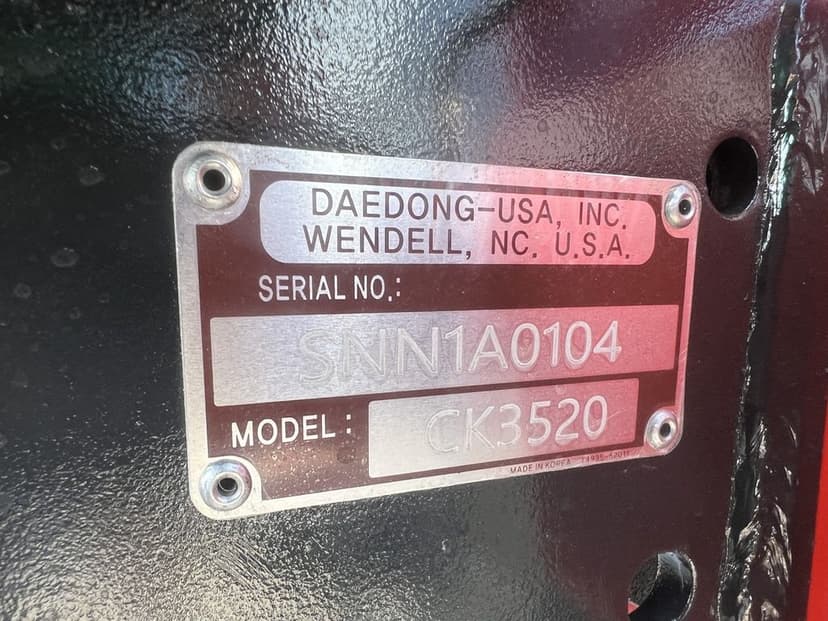 DAEDONG-USA, INC.
WENDELL, NC. U.S.A.
SERIAL NO.:
SNN1A0104
MODEL: CK3520
MADE IN KOREA